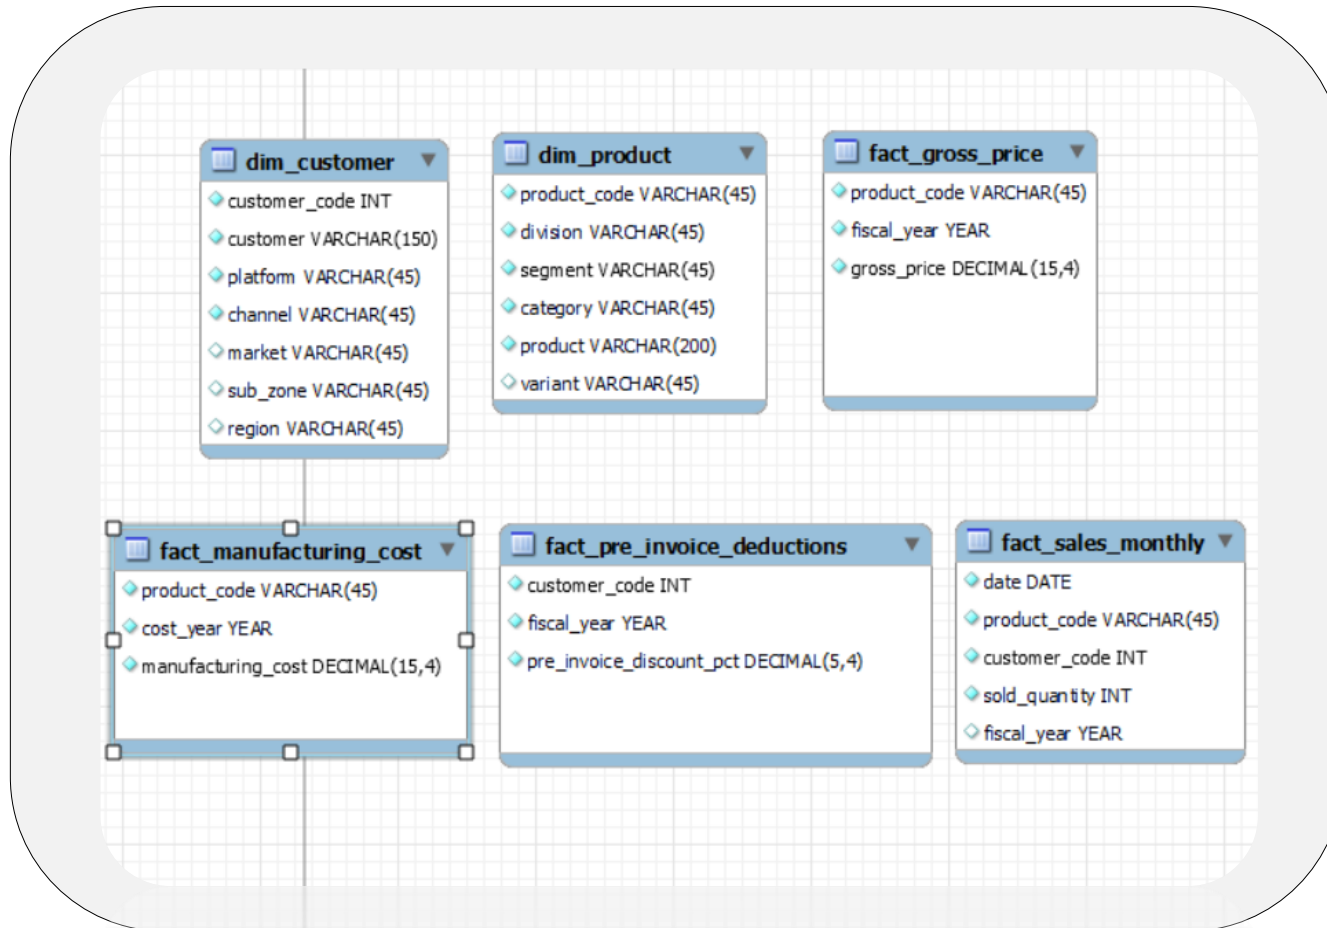 dim_customer
customer_code INT
customer VARCHAR(150)
platform VARCHAR(45)
channel VARCHAR(45)
market VARCHAR(45)
sub_zone VARCHAR(45)
region VARCHAR(45)
dim_product
product_code VARCHAR(45)
division VARCHAR(45)
segment VARCHAR(45)
category VARCHAR(45)
product VARCHAR(200)
variant VARCHAR(45)
fact_gross_price
product_code VARCHAR(45)
fiscal_year YEAR
gross_price DECIMAL(15,4)
fact_manufacturing_cost
product_code VARCHAR(45)
cost_year YEAR
manufacturing_cost DECIMAL(15,4)
fact_pre_invoice_deductions
customer_code INT
fiscal_year YEAR
pre_invoice_discount_pct DECIMAL(5,4)
fact_sales_monthly
date DATE
product_code VARCHAR(45)
customer_code INT
sold_quantity INT
fiscal_year YEAR